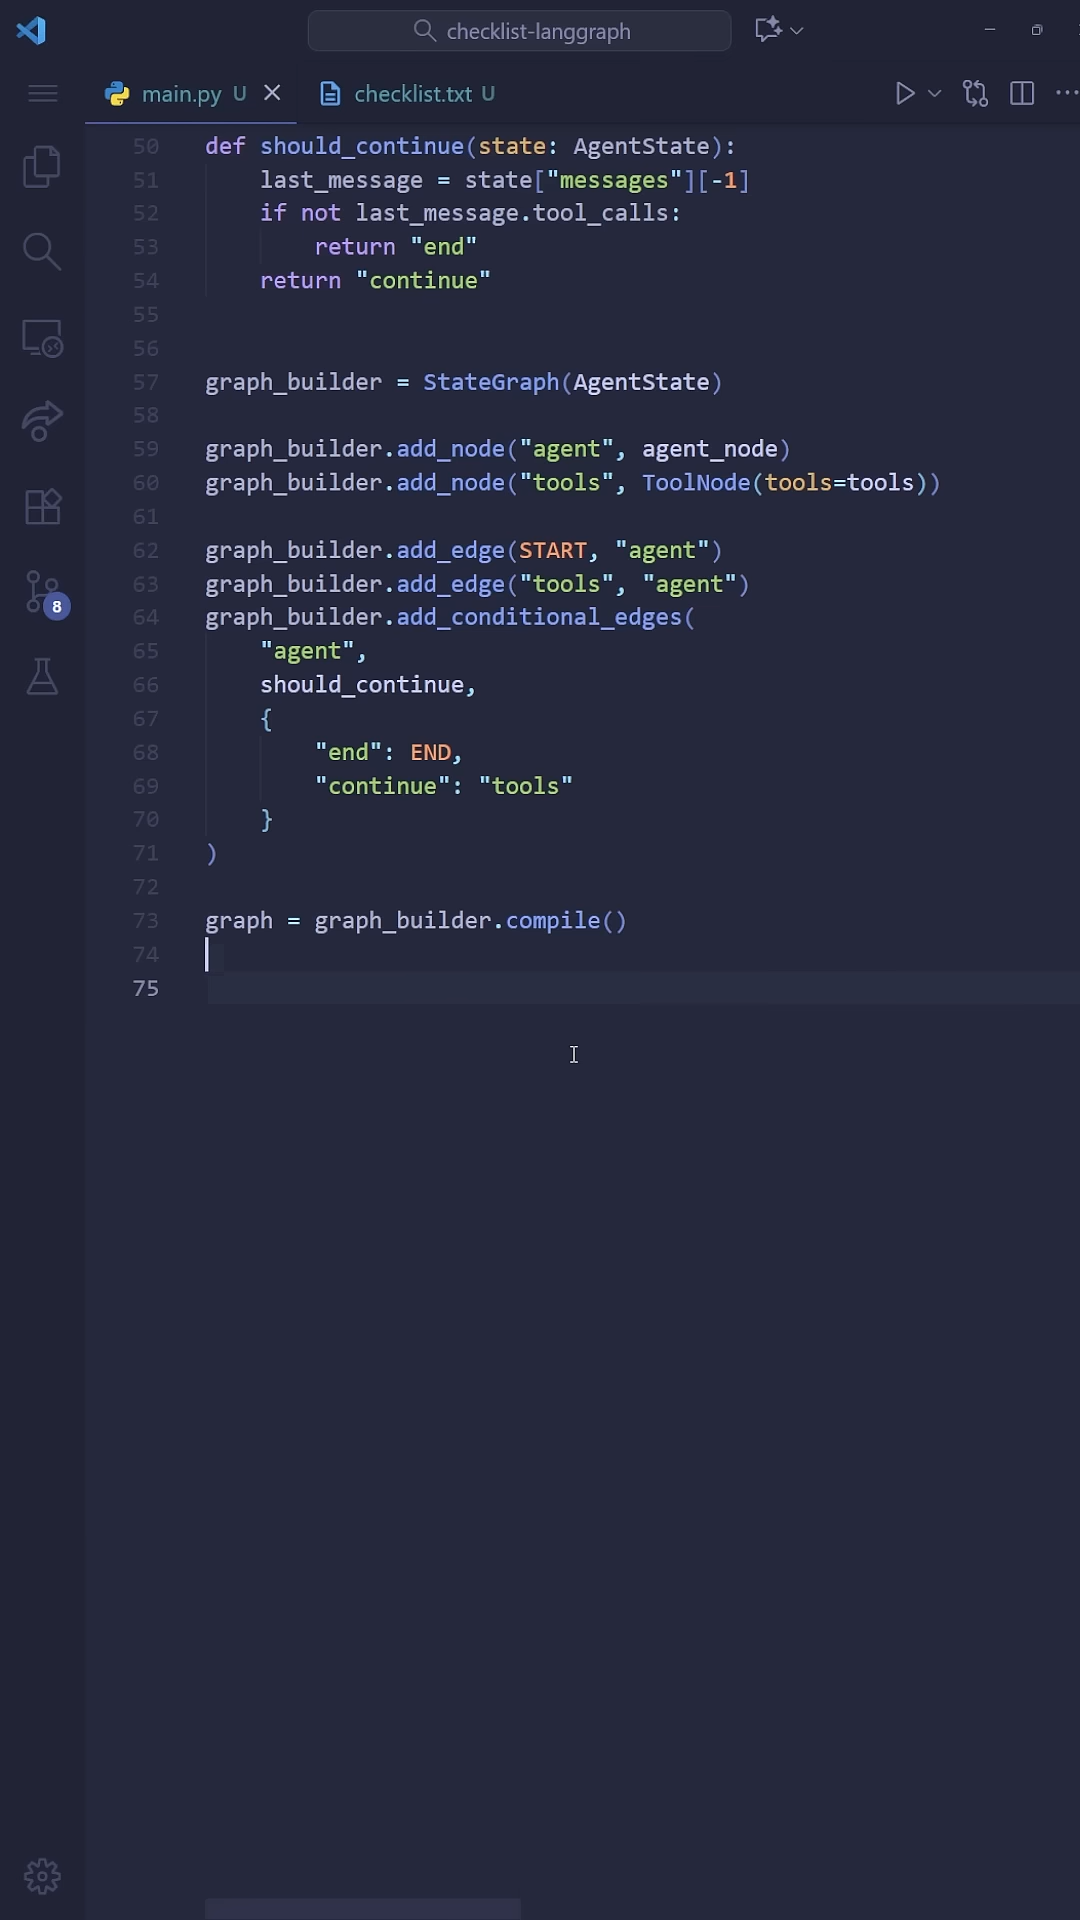 checklist-langgraph
main.py U
checklist.txt U
50 def should_continue(state: AgentState):
51     last_message = state["messages"][-1]
52     if not last_message.tool_calls:
53         return "end"
54     return "continue"
55
56
57 graph_builder = StateGraph(AgentState)
58
59 graph_builder.add_node("agent", agent_node)
60 graph_builder.add_node("tools", ToolNode(tools=tools))
61
62 graph_builder.add_edge(START, "agent")
63 graph_builder.add_edge("tools", "agent")
64 graph_builder.add_conditional_edges(
65     "agent",
66     should_continue,
67     {
68         "end": END,
69         "continue": "tools"
70     }
71 )
72
73 graph = graph_builder.compile()
74
75
8